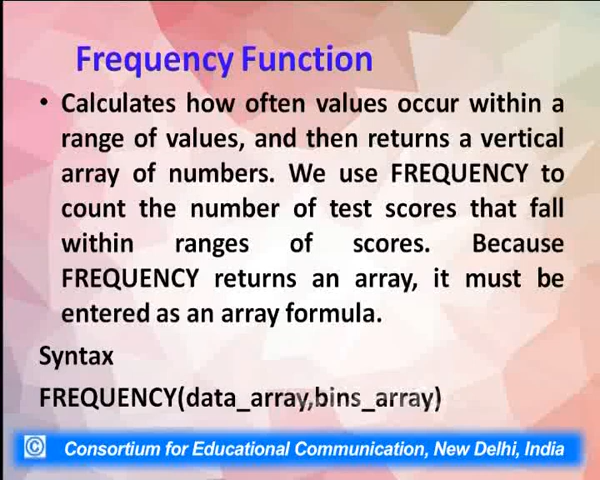 Frequency Function
• Calculates how often values occur within a
range of values, and then returns a vertical
array of numbers. We use FREQUENCY to
count the number of test scores that fall
within ranges of scores. Because
FREQUENCY returns an array, it must be
entered as an array formula.
Syntax
FREQUENCY(data_array,bins_array)
© Consortium for Educational Communication, New Delhi, India